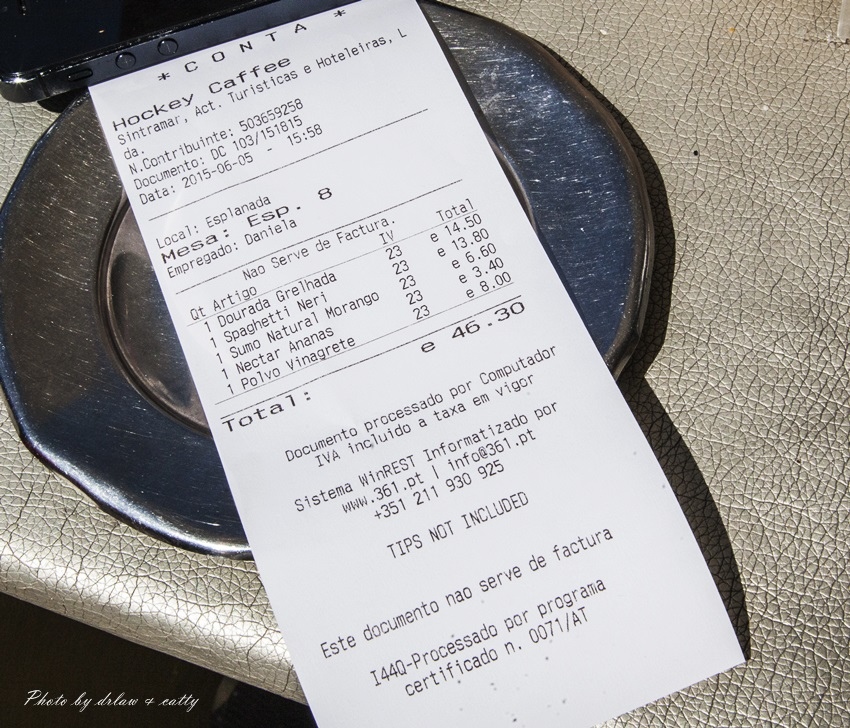 * C O N T A *
Hockey Caffee
Sintramar, Act. Turisticas e Hoteleiras, L
da.
N.Contribuinte: 503659258
Documento: DC 103/151815
Data: 2015-06-05 - 15:58
Local: Esplanada
Mesa: Esp. 8
Empregado: Daniela
Nao Serve de Factura.
Qt Artigo IV Total
1 Dourada Grelhada 23 e 14.50
1 Spaghetti Neri 23 e 13.80
1 Sumo Natural Morango 23 e 6.60
1 Nectar Ananas 23 e 3.40
1 Polvo Vinagrete 23 e 8.00
Total: e 46.30
Documento processado por Computador
IVA incluido a taxa em vigor
Sistema WinREST Informatizado por
www.361.pt | info@361.pt
+351 211 930 925
TIPS NOT INCLUDED
Este documento nao serve de factura
I44Q-Processado por programa
certificado n. 0071/AT
Photo by drlaw & catty